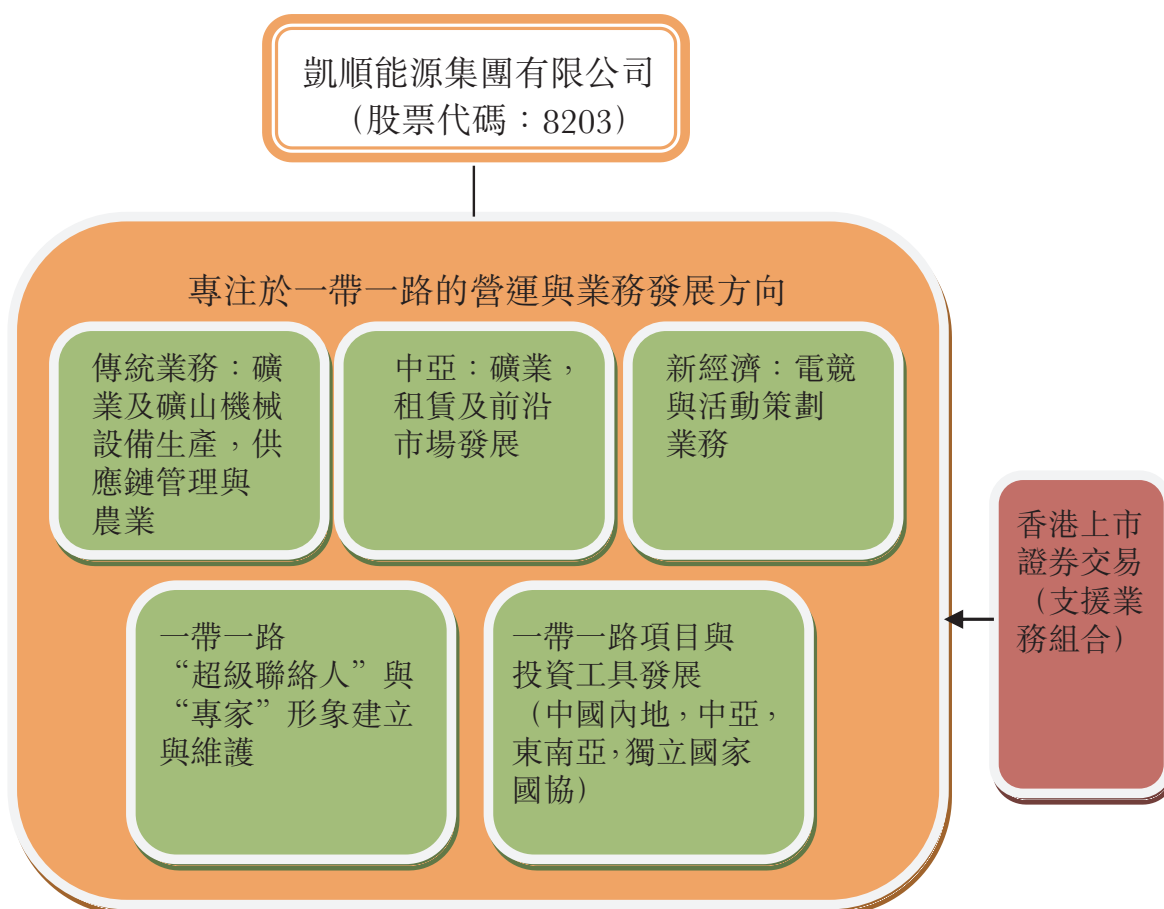 凱順能源集團有限公司
（股票代碼：8203）
專注於一帶一路的營運與業務發展方向
傳統業務：礦
業及礦山機械
設備生產，供
應鏈管理與
農業
中亞：礦業，
租賃及前沿
市場發展
新經濟：電競
與活動策劃
業務
一帶一路
“超級聯絡人”與
“專家”形象建立
與維護
一帶一路項目與
投資工具發展
（中國內地，中亞，
東南亞，獨立國家
國協）
香港上市
證券交易
（支援業
務組合）